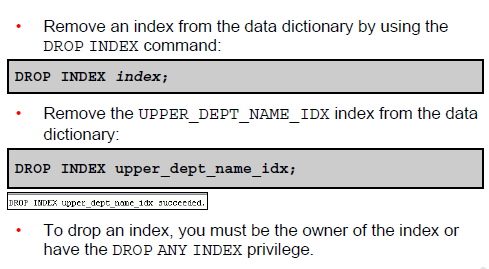 • Remove an index from the data dictionary by using the
DROP INDEX command:
DROP INDEX index;
• Remove the UPPER_DEPT_NAME_IDX index from the data
dictionary:
DROP INDEX upper_dept_name_idx;
DROP INDEX upper_dept_name_idx succeeded.
• To drop an index, you must be the owner of the index or
have the DROP ANY INDEX privilege.